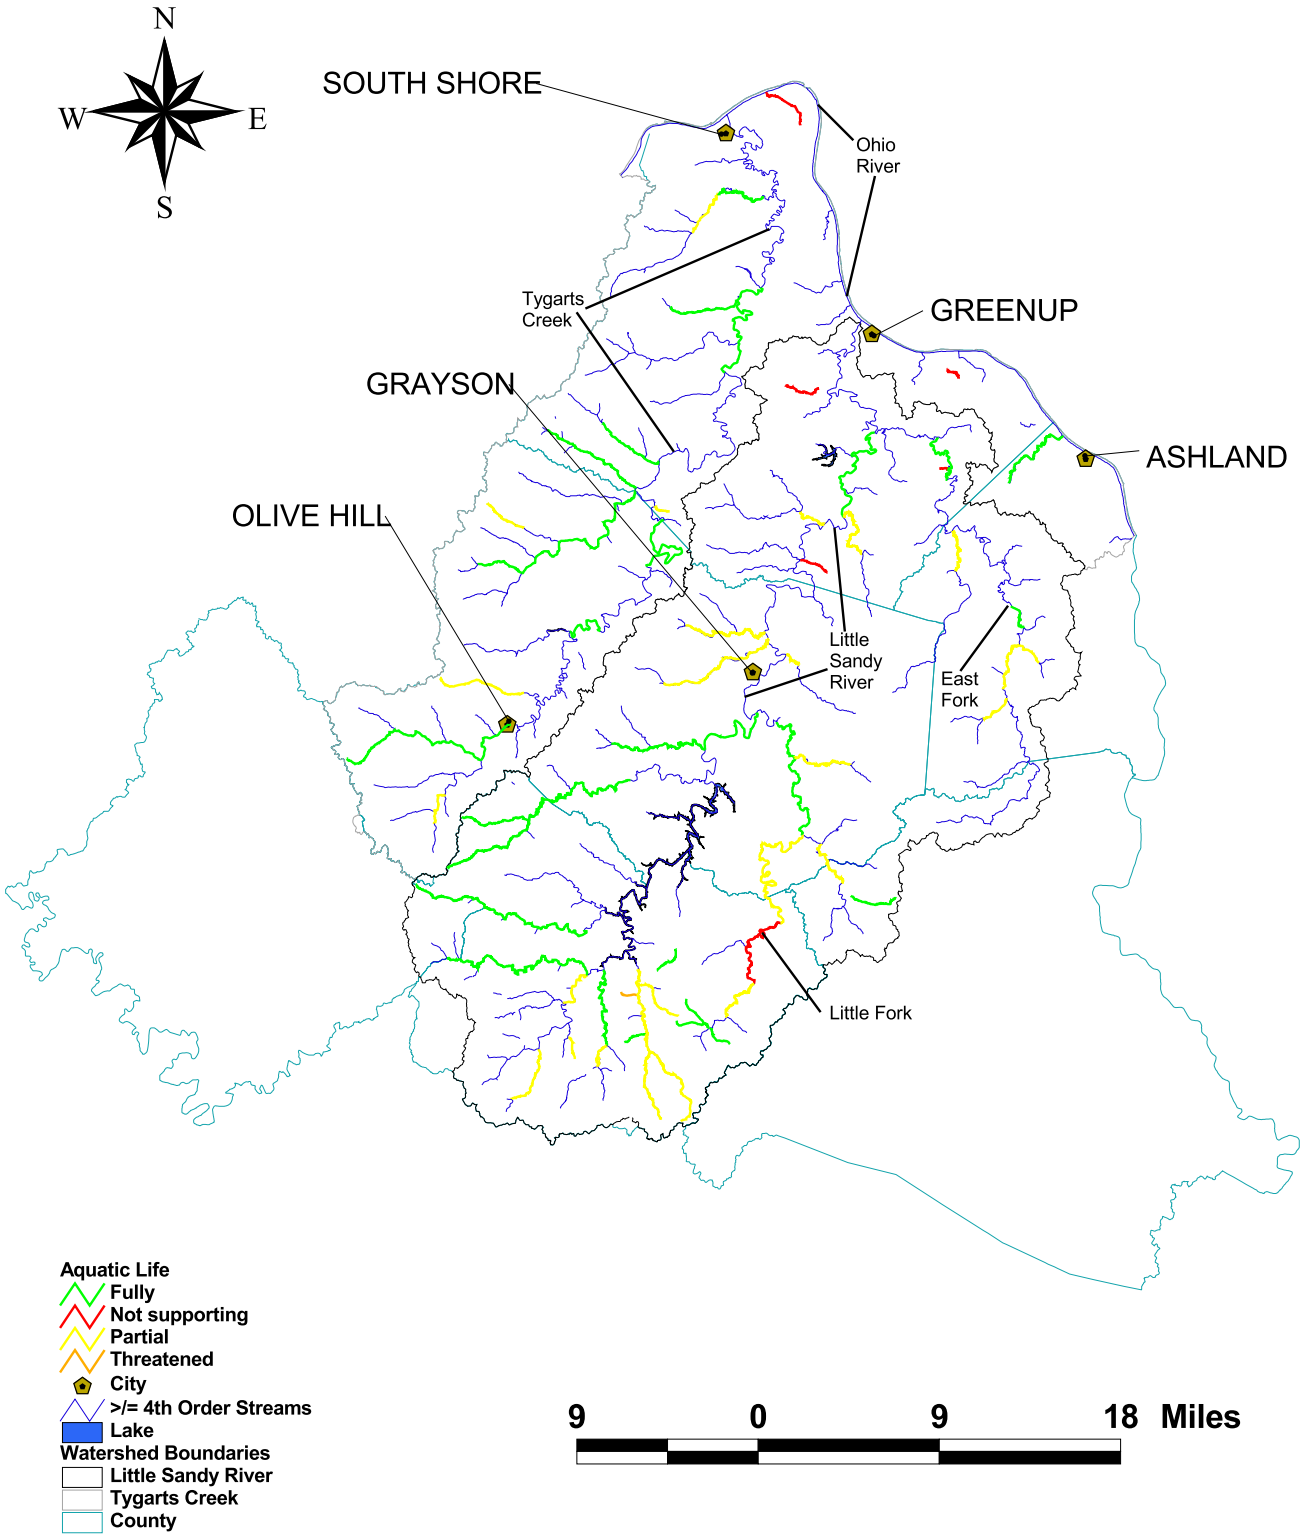 N
W
E
S
SOUTH SHORE
Ohio
River
Tygarts
Creek
GREENUP
GRAYSON
ASHLAND
OLIVE HILL
Little
Sandy
River
East
Fork
Little Fork
Aquatic Life
Fully
Not supporting
Partial
Threatened
City
>/= 4th Order Streams
Lake
Watershed Boundaries
Little Sandy River
Tygarts Creek
County
9 0 9 18 Miles